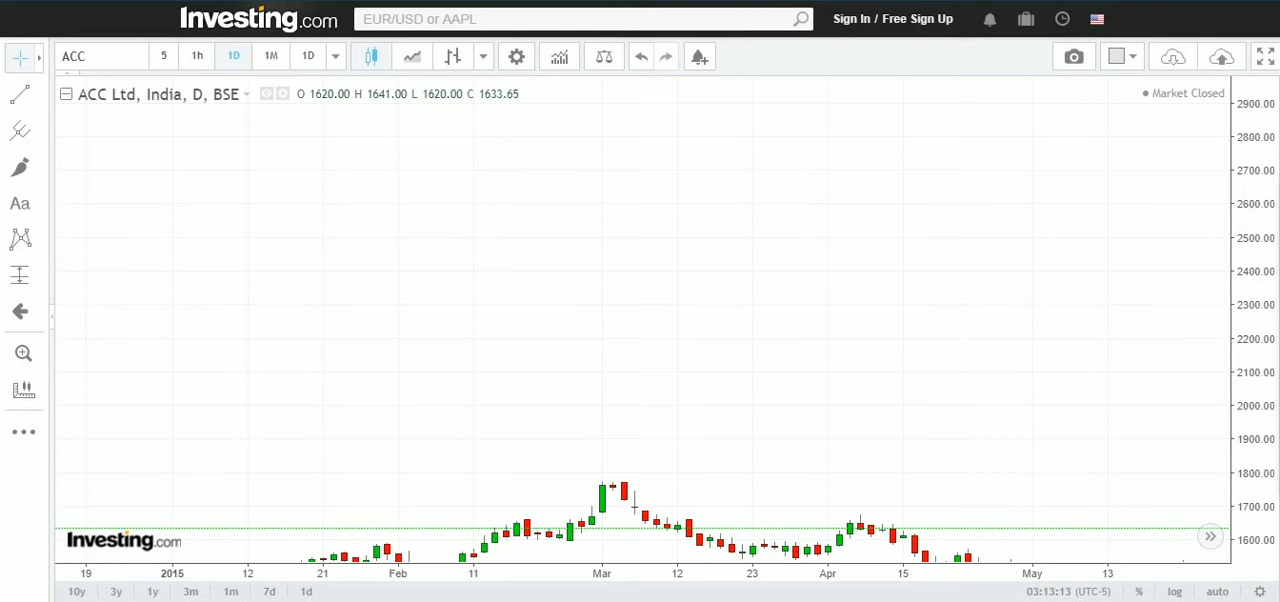 Investing.com EUR/USD or AAPL Sign In / Free Sign Up
ACC 5 1h 1D 1M 1D
ACC Ltd, India, D, BSE O 1620.00 H 1641.00 L 1620.00 C 1633.65 Market Closed
2900.00
2800.00
2700.00
Aa
2600.00
2500.00
2400.00
2300.00
2200.00
2100.00
2000.00
1900.00
1800.00
1700.00
1600.00
Investing.com
19 2015 12 21 Feb 11 Mar 12 23 Apr 15 May 13
10y 3y 1y 3m 1m 7d 1d 03:13:13 (UTC-5) % log auto